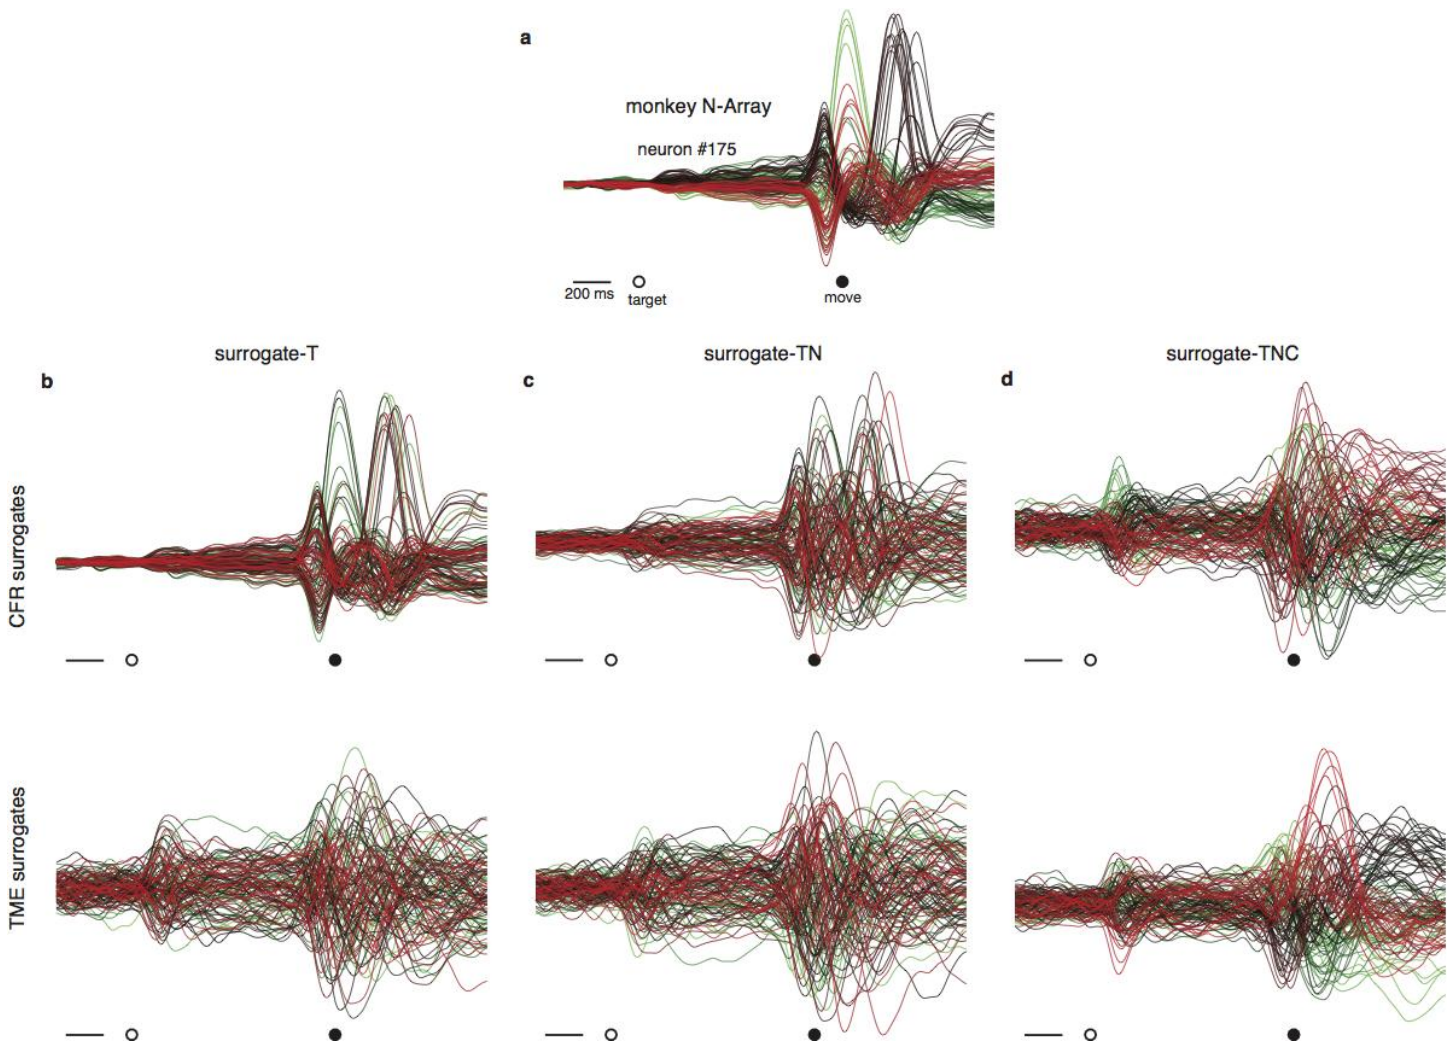 a
monkey N-Array
neuron #175
200 ms
target
move
surrogate-T
surrogate-TN
surrogate-TNC
b
c
d
CFR surrogates
TME surrogates